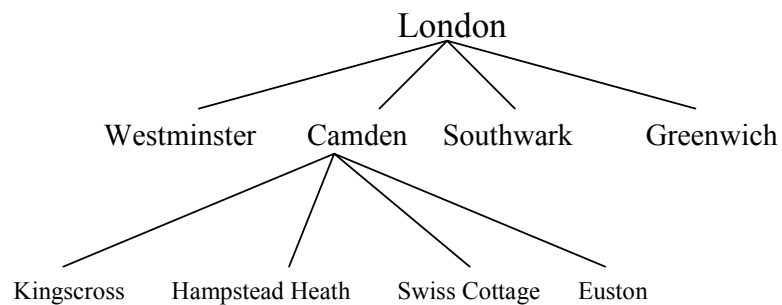 London
Westminster Camden Southwark Greenwich
Kingscross Hampstead Heath Swiss Cottage Euston